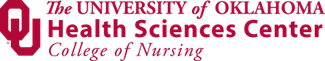 The UNIVERSITY of OKLAHOMA
Health Sciences Center
College of Nursing